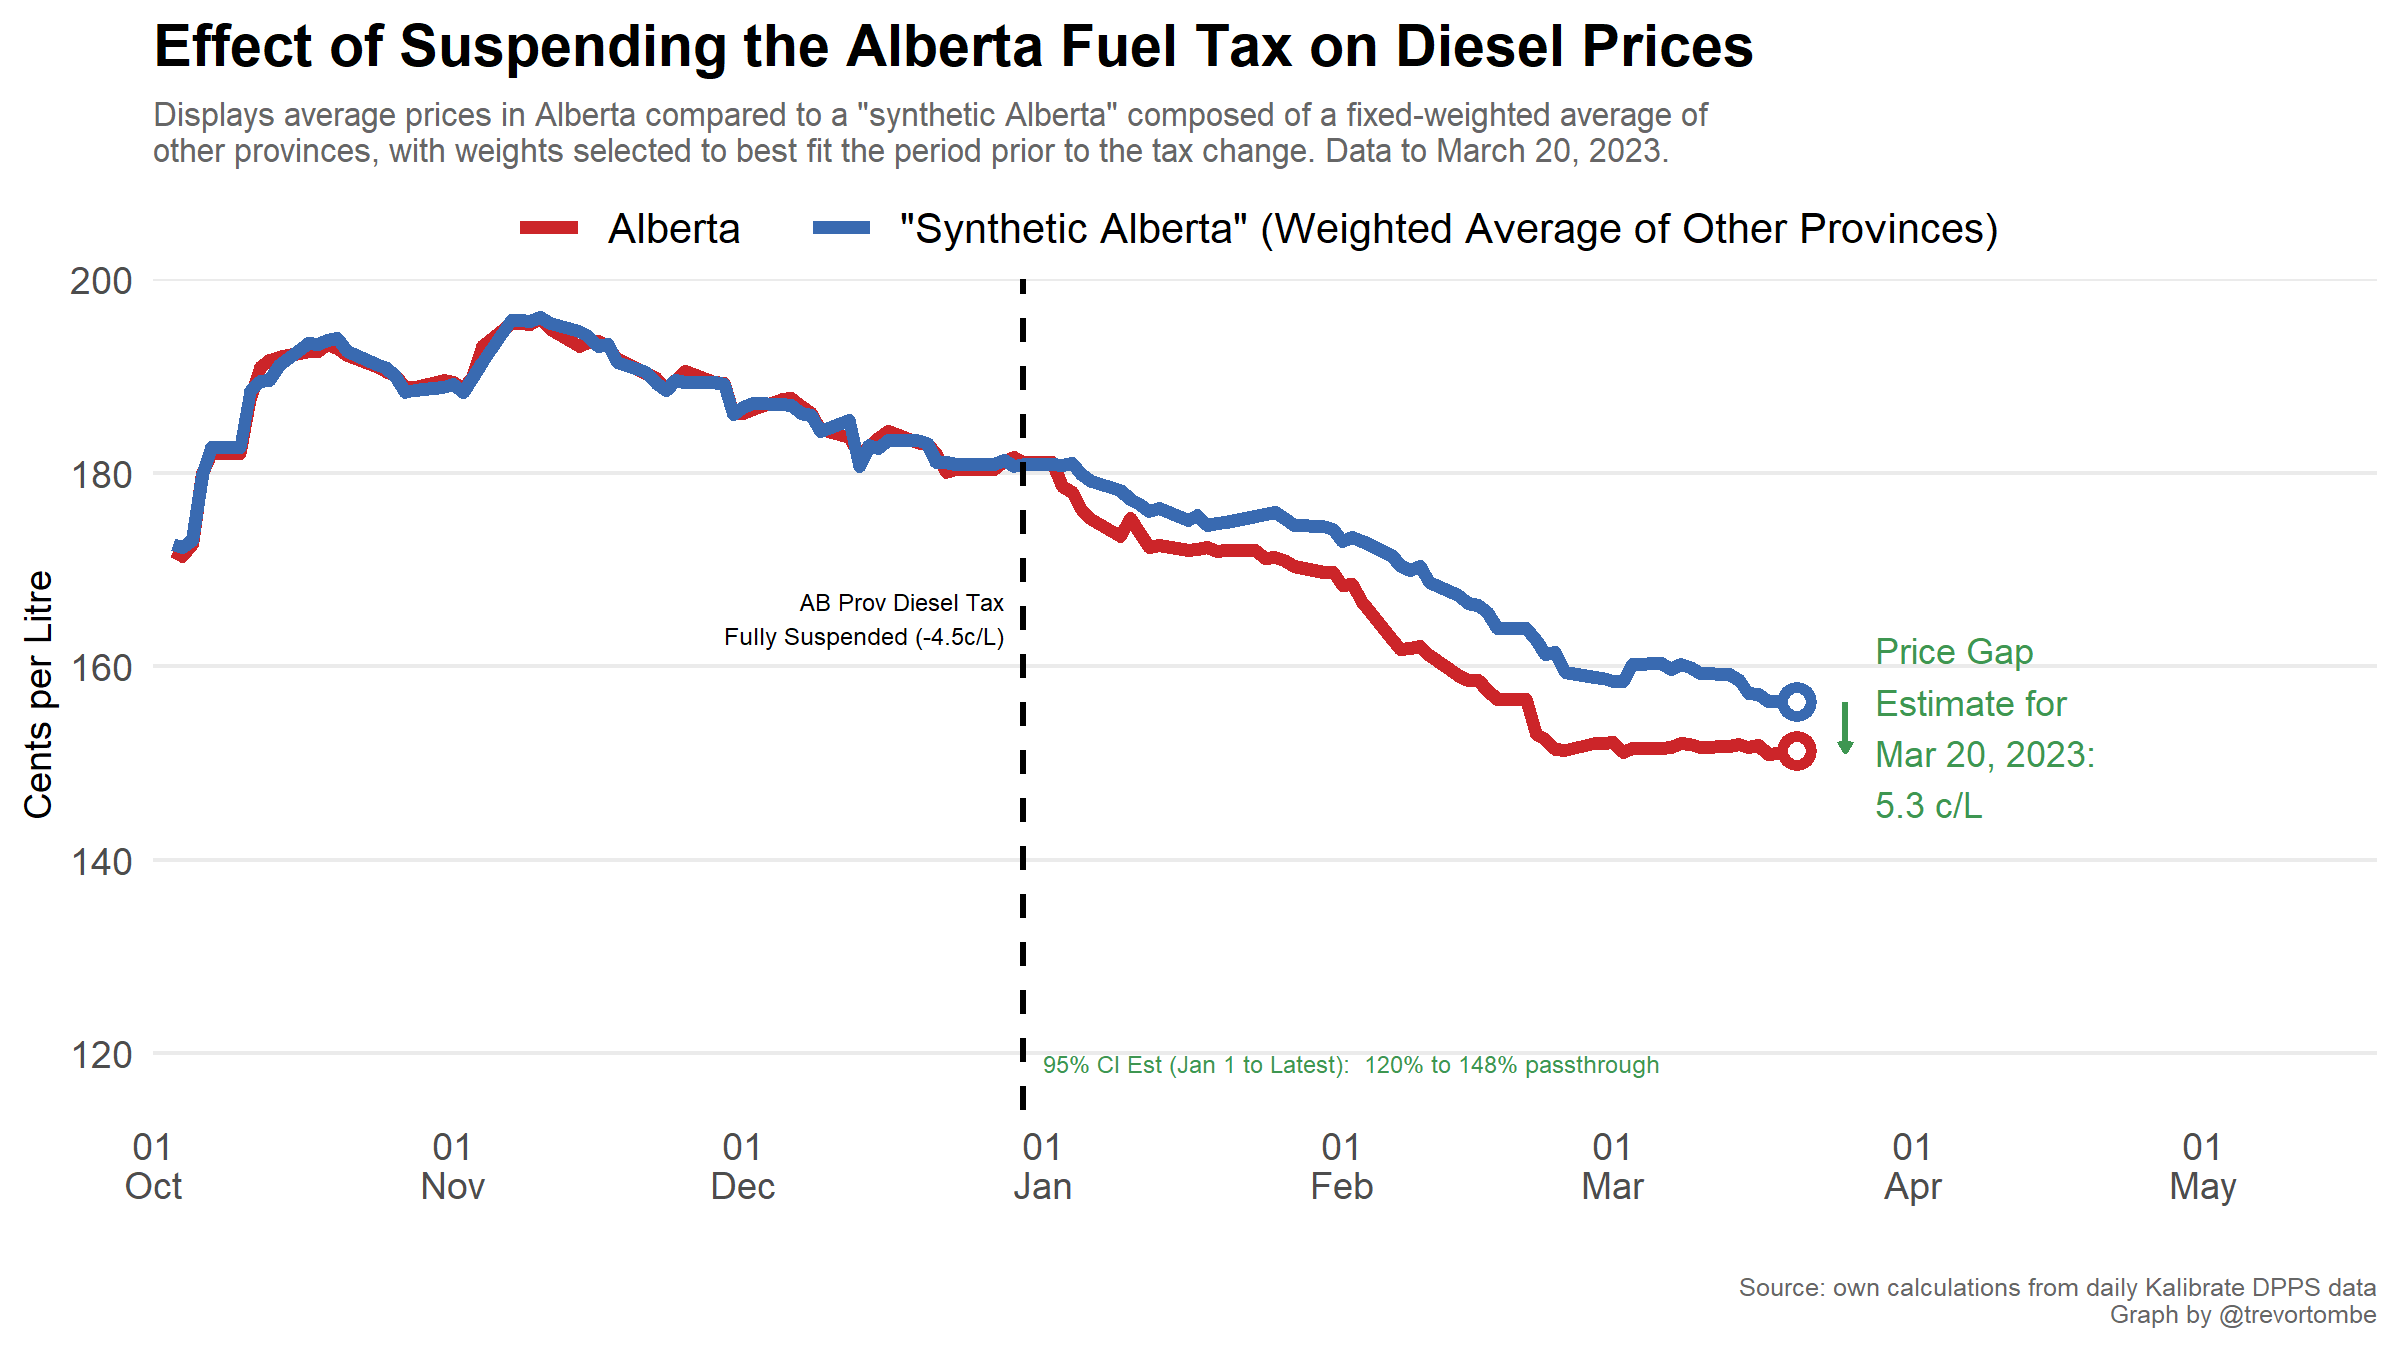 Effect of Suspending the Alberta Fuel Tax on Diesel Prices
Displays average prices in Alberta compared to a "synthetic Alberta" composed of a fixed-weighted average of
other provinces, with weights selected to best fit the period prior to the tax change. Data to March 20, 2023.
Alberta
"Synthetic Alberta" (Weighted Average of Other Provinces)
Cents per Litre
200
180
160
140
120
AB Prov Diesel Tax
Fully Suspended (-4.5c/L)
Price Gap
Estimate for
Mar 20, 2023:
5.3 c/L
95% CI Est (Jan 1 to Latest):  120% to 148% passthrough
01
Oct
01
Nov
01
Dec
01
Jan
01
Feb
01
Mar
01
Apr
01
May
Source: own calculations from daily Kalibrate DPPS data
Graph by @trevortombe